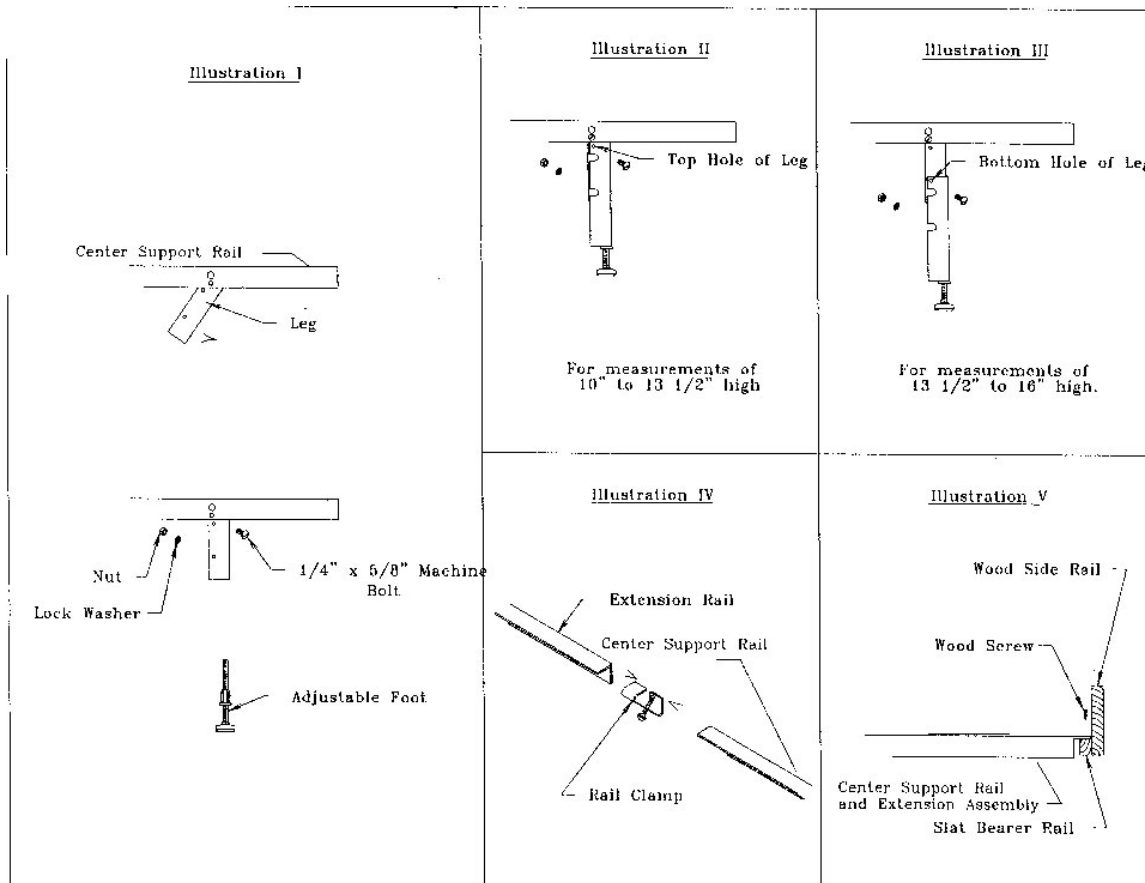 Illustration I
Center Support Rail
Leg
Nut
Lock Washer
1/4" x 5/8" Machine
Bolt
Adjustable Foot
Illustration II
Top Hole of Leg
For measurements of
10" to 13 1/2" high
Illustration III
Bottom Hole of Leg
For measurements of
13 1/2" to 16" high.
Illustration IV
Extension Rail
Center Support Rail
Rail Clamp
Illustration V
Wood Side Rail
Wood Screw
Center Support Rail
and Extension Assembly
Slat Bearer Rail